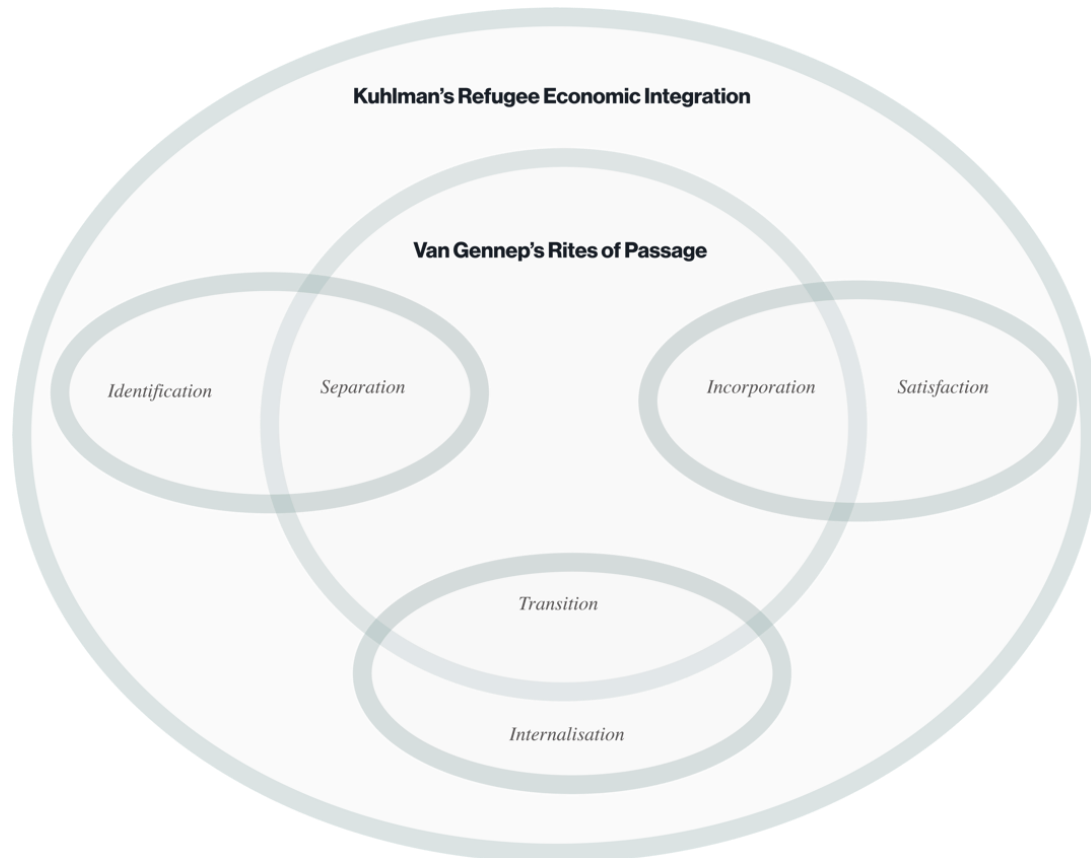 Kuhlman’s Refugee Economic Integration
Van Gennep’s Rites of Passage
Identification
Separation
Incorporation
Satisfaction
Transition
Internalisation